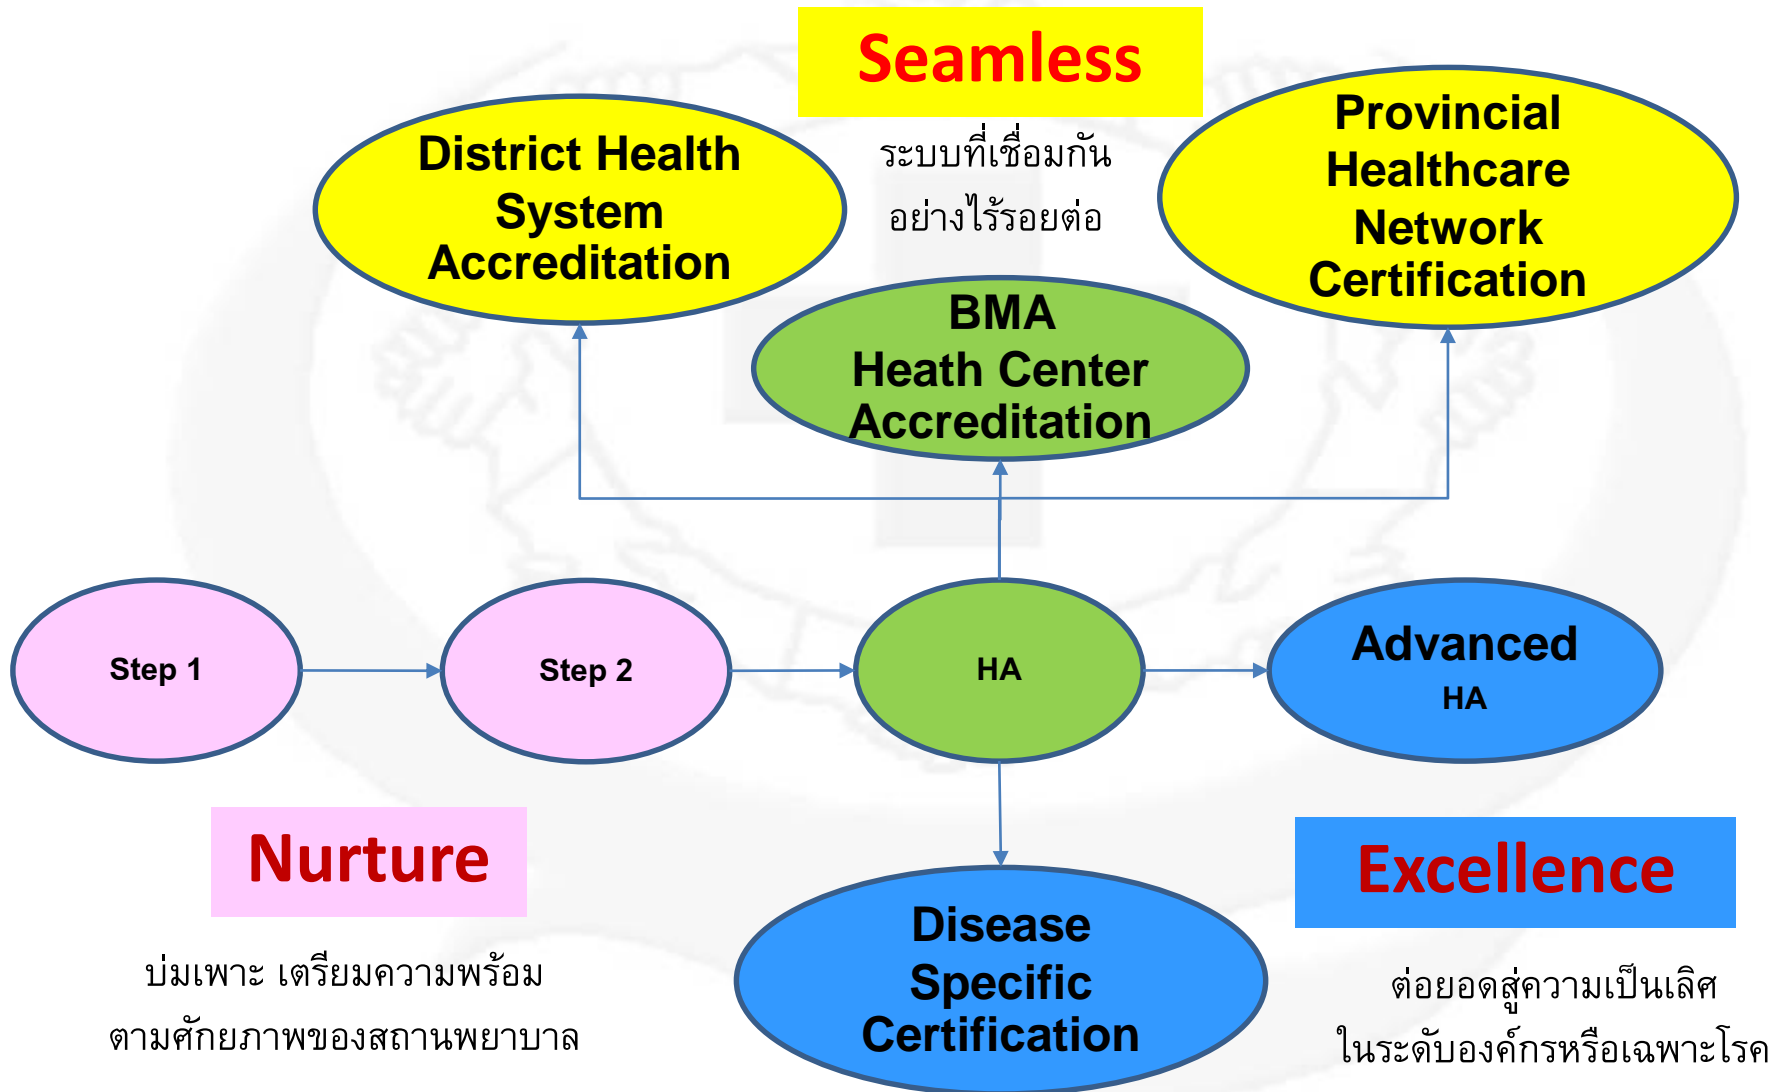 Seamless
ระบบที่เชื่อมกัน
อย่างไร้รอยต่อ
District Health
System
Accreditation
Provincial
Healthcare
Network
Certification
BMA
Heath Center
Accreditation
Step 1
Step 2
HA
Advanced
HA
Nurture
บ่มเพาะ เตรียมความพร้อม
ตามศักยภาพของสถานพยาบาล
Disease
Specific
Certification
Excellence
ต่อยอดสู่ความเป็นเลิศ
ในระดับองค์กรหรือเฉพาะโรค